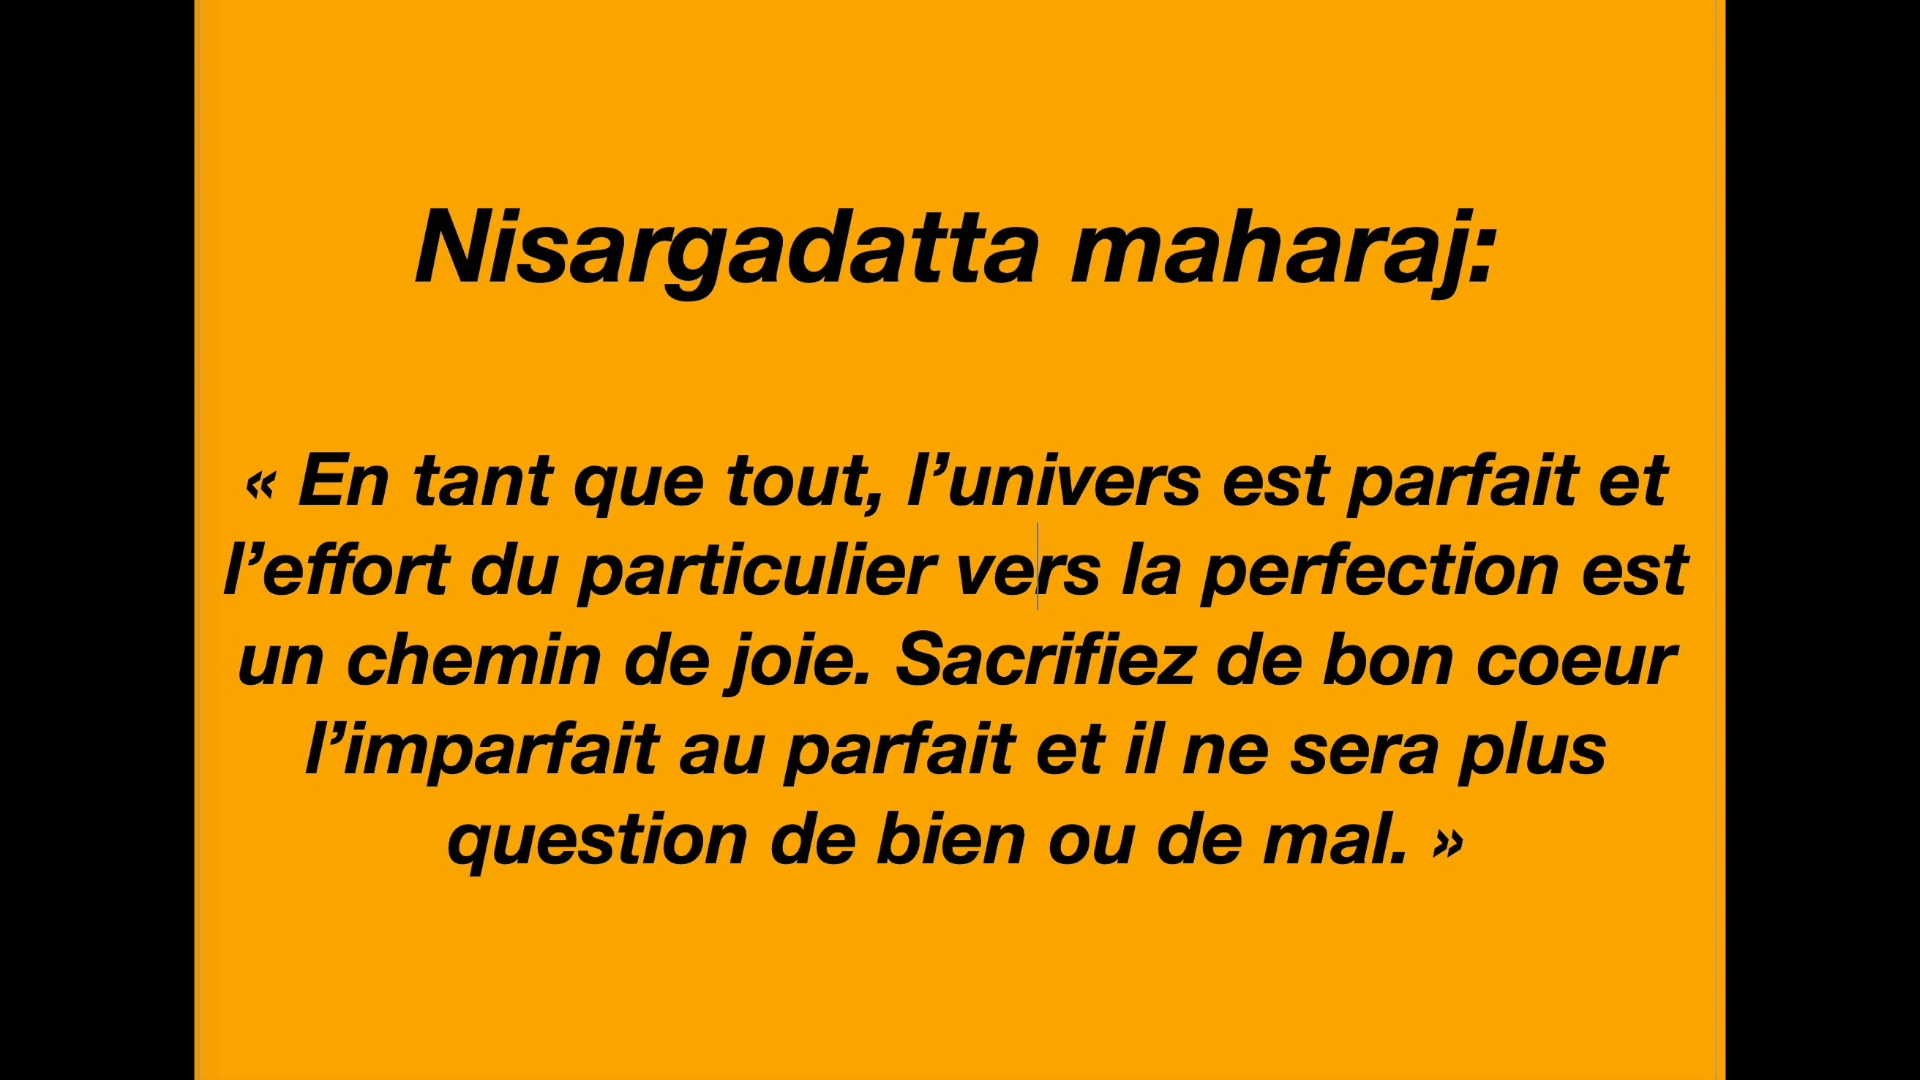 Nisargadatta maharaj:
« En tant que tout, l’univers est parfait et
l’effort du particulier vers la perfection est
un chemin de joie. Sacrifiez de bon coeur
l’imparfait au parfait et il ne sera plus
question de bien ou de mal. »